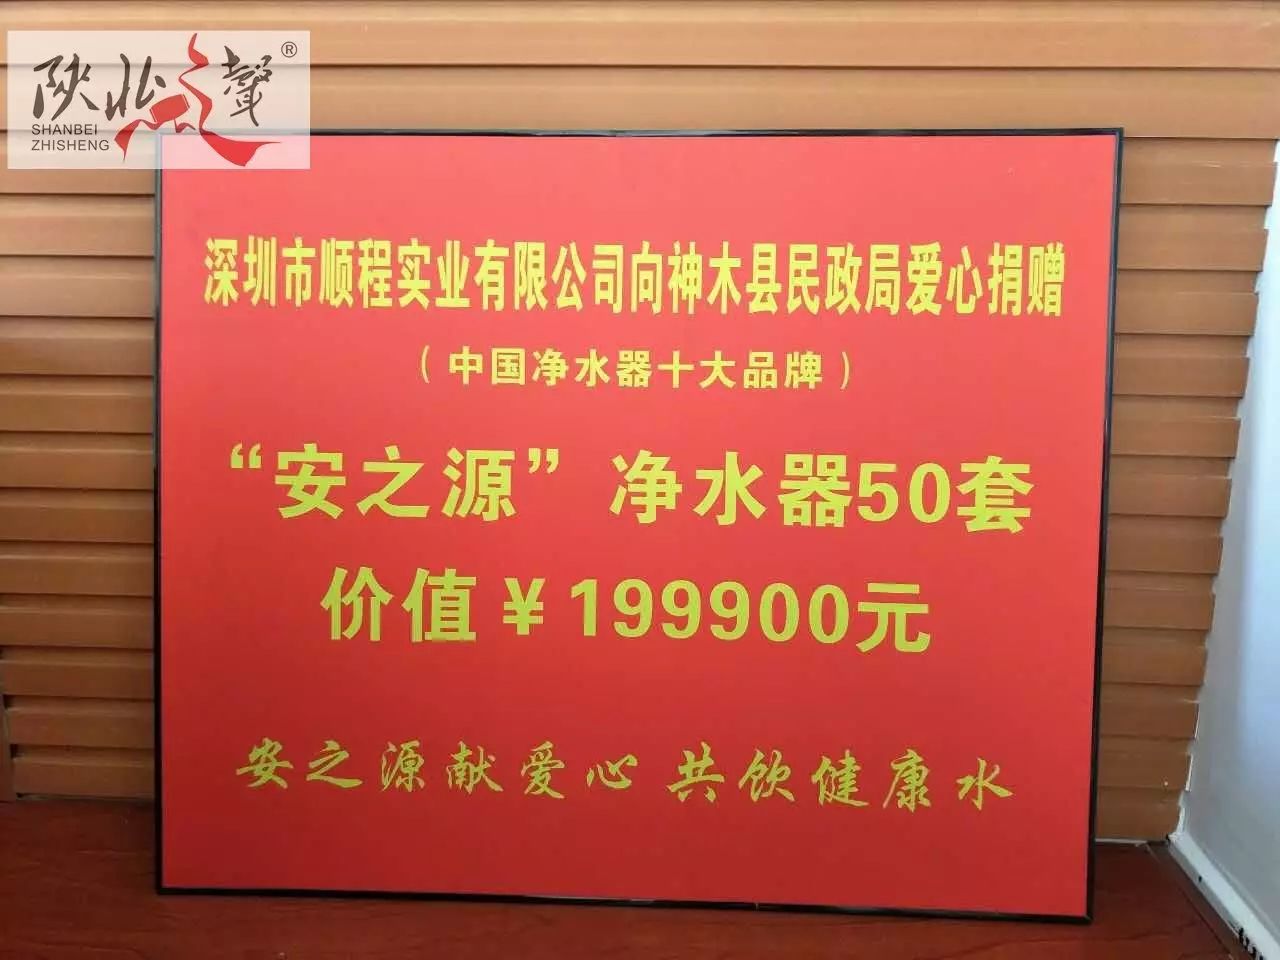 陕北之聲®
SHANBEI
ZHISHENG
深圳市顺程实业有限公司向神木县民政局爱心捐赠
（中国净水器十大品牌）
“安之源”净水器50套
价值￥199900元
安之源献爱心 共饮健康水